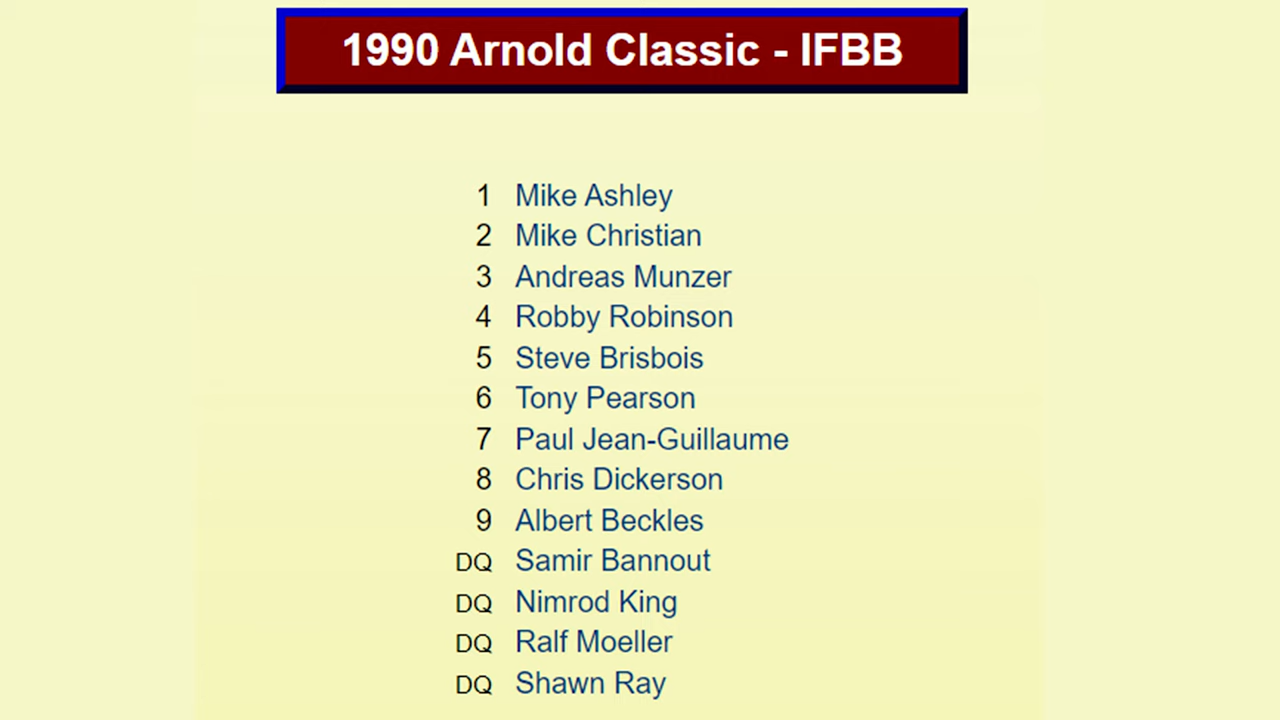 1990 Arnold Classic - IFBB
1 Mike Ashley
2 Mike Christian
3 Andreas Munzer
4 Robby Robinson
5 Steve Brisbois
6 Tony Pearson
7 Paul Jean-Guillaume
8 Chris Dickerson
9 Albert Beckles
DQ Samir Bannout
DQ Nimrod King
DQ Ralf Moeller
DQ Shawn Ray